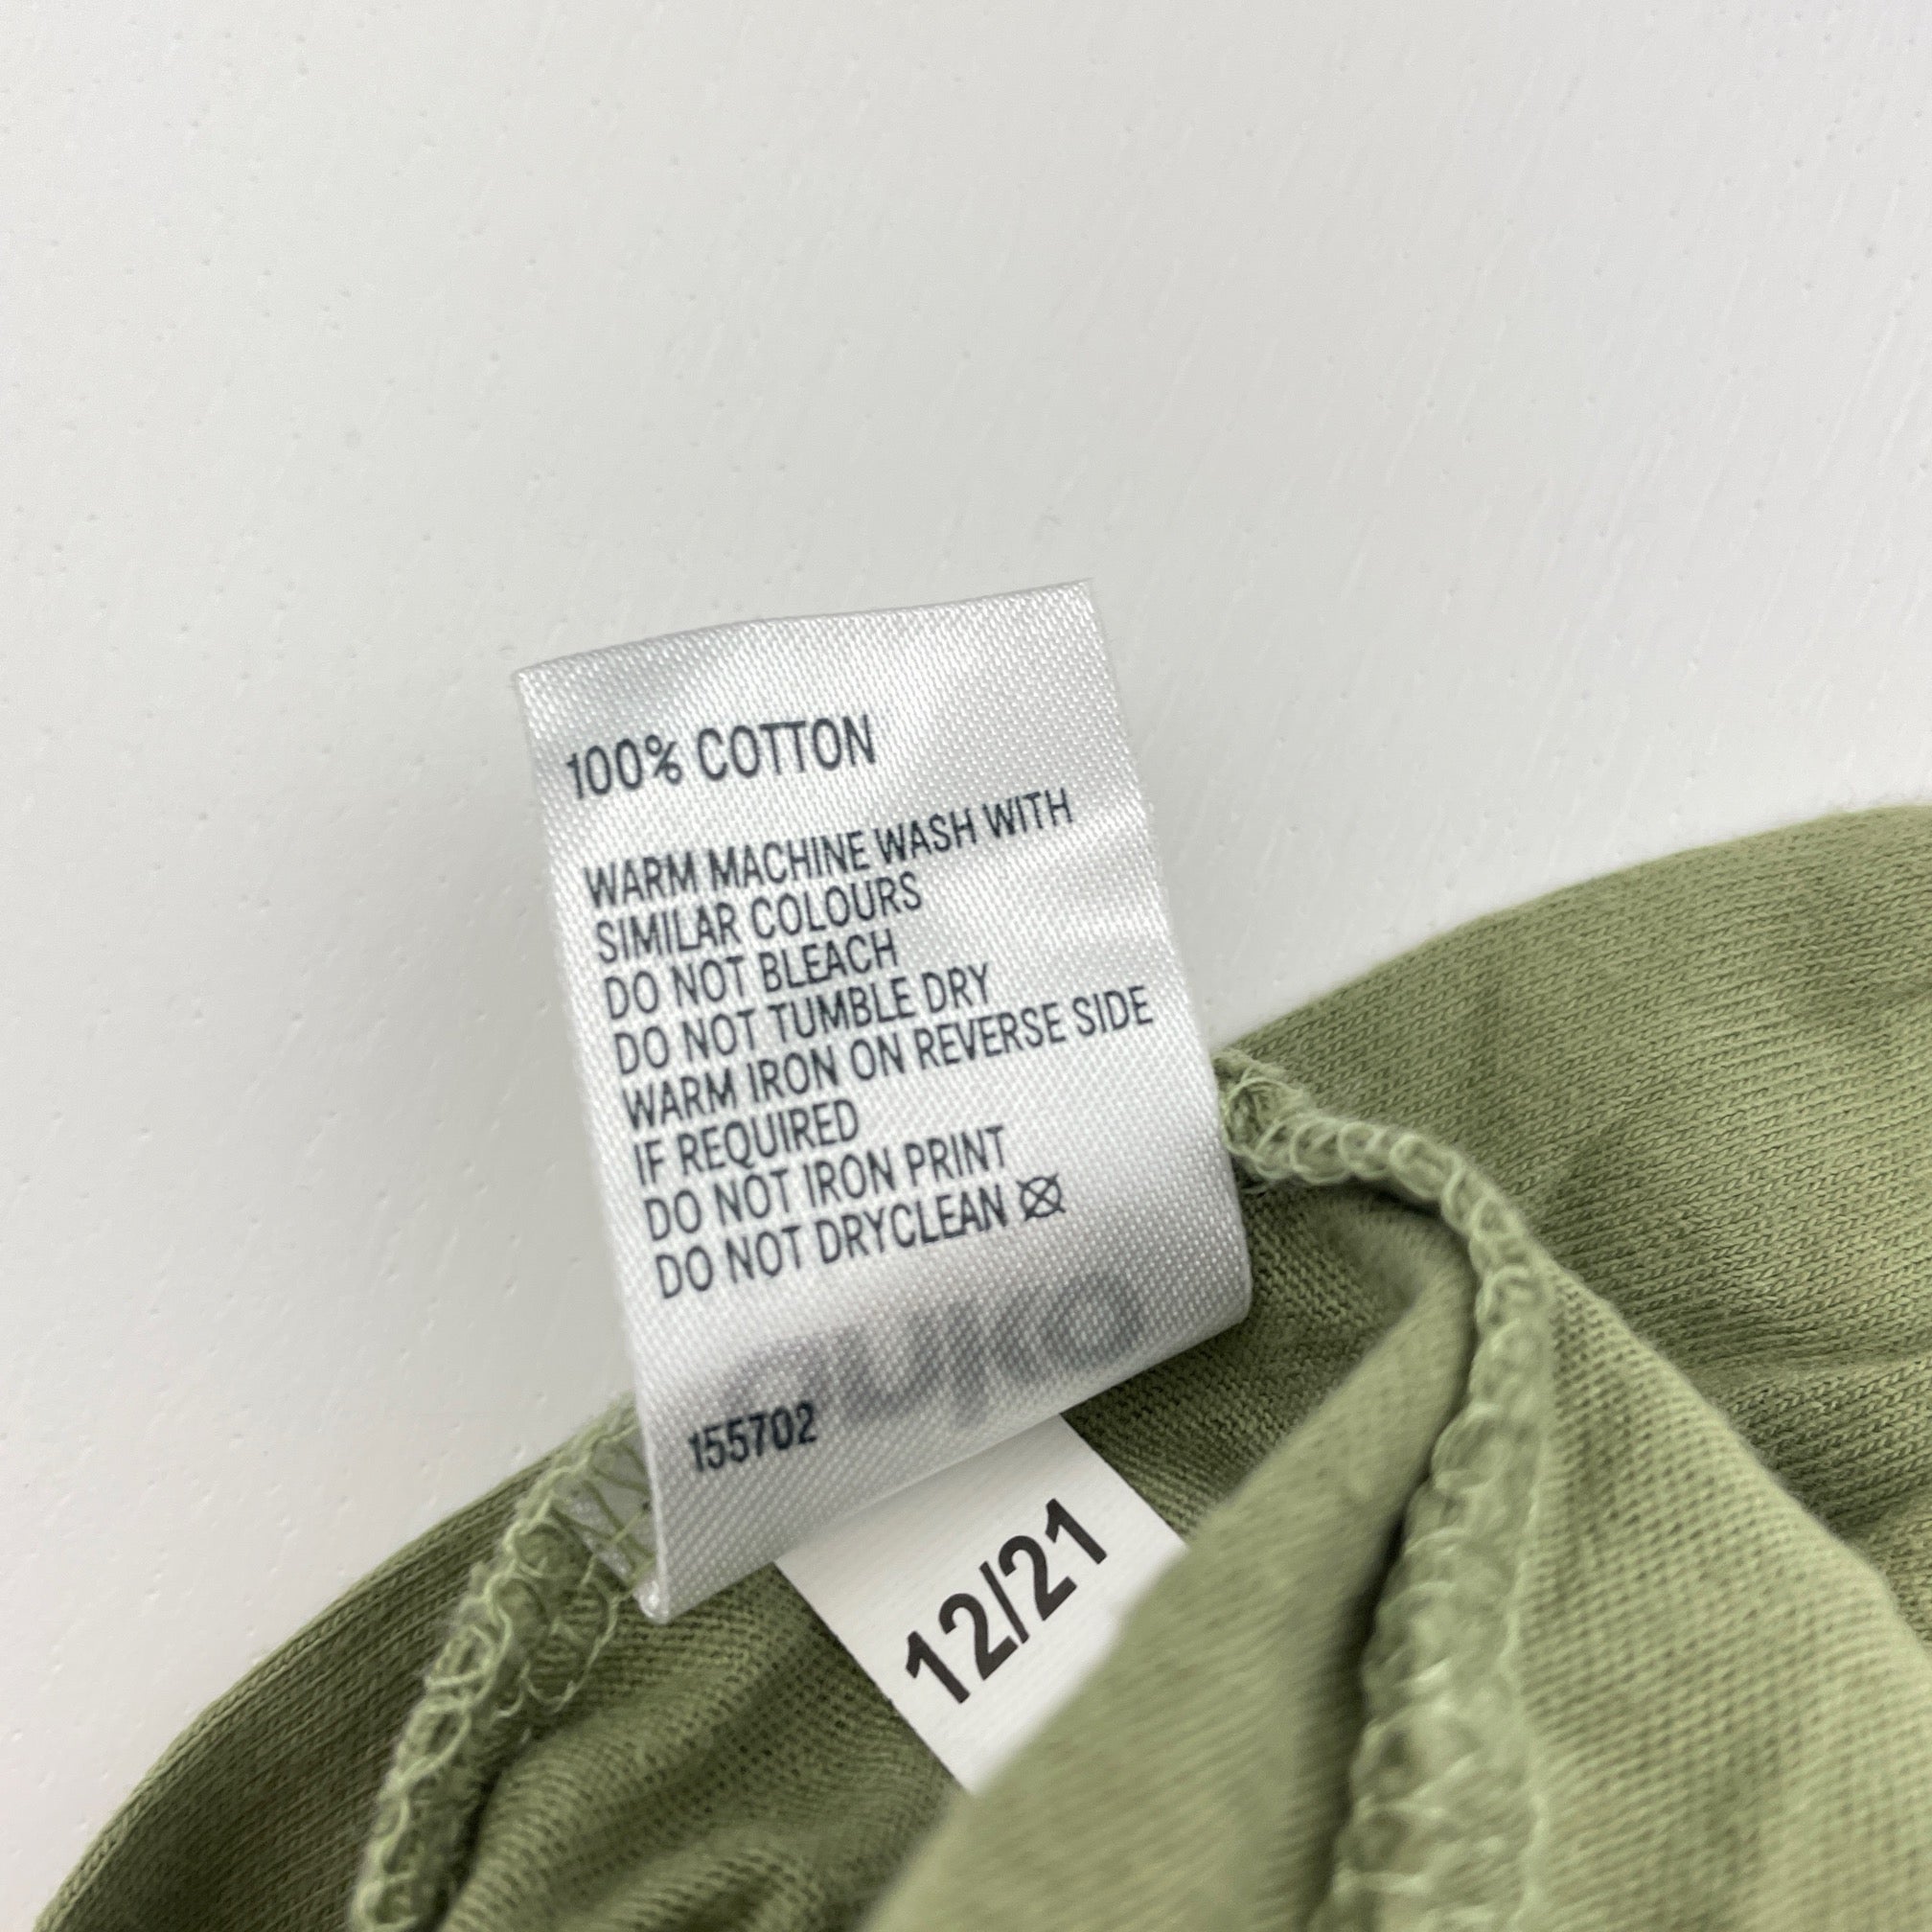 100% COTTON
WARM MACHINE WASH WITH
SIMILAR COLOURS
DO NOT BLEACH
DO NOT TUMBLE DRY
WARM IRON ON REVERSE SIDE
IF REQUIRED
DO NOT IRON PRINT
DO NOT DRYCLEAN
155702
12/21